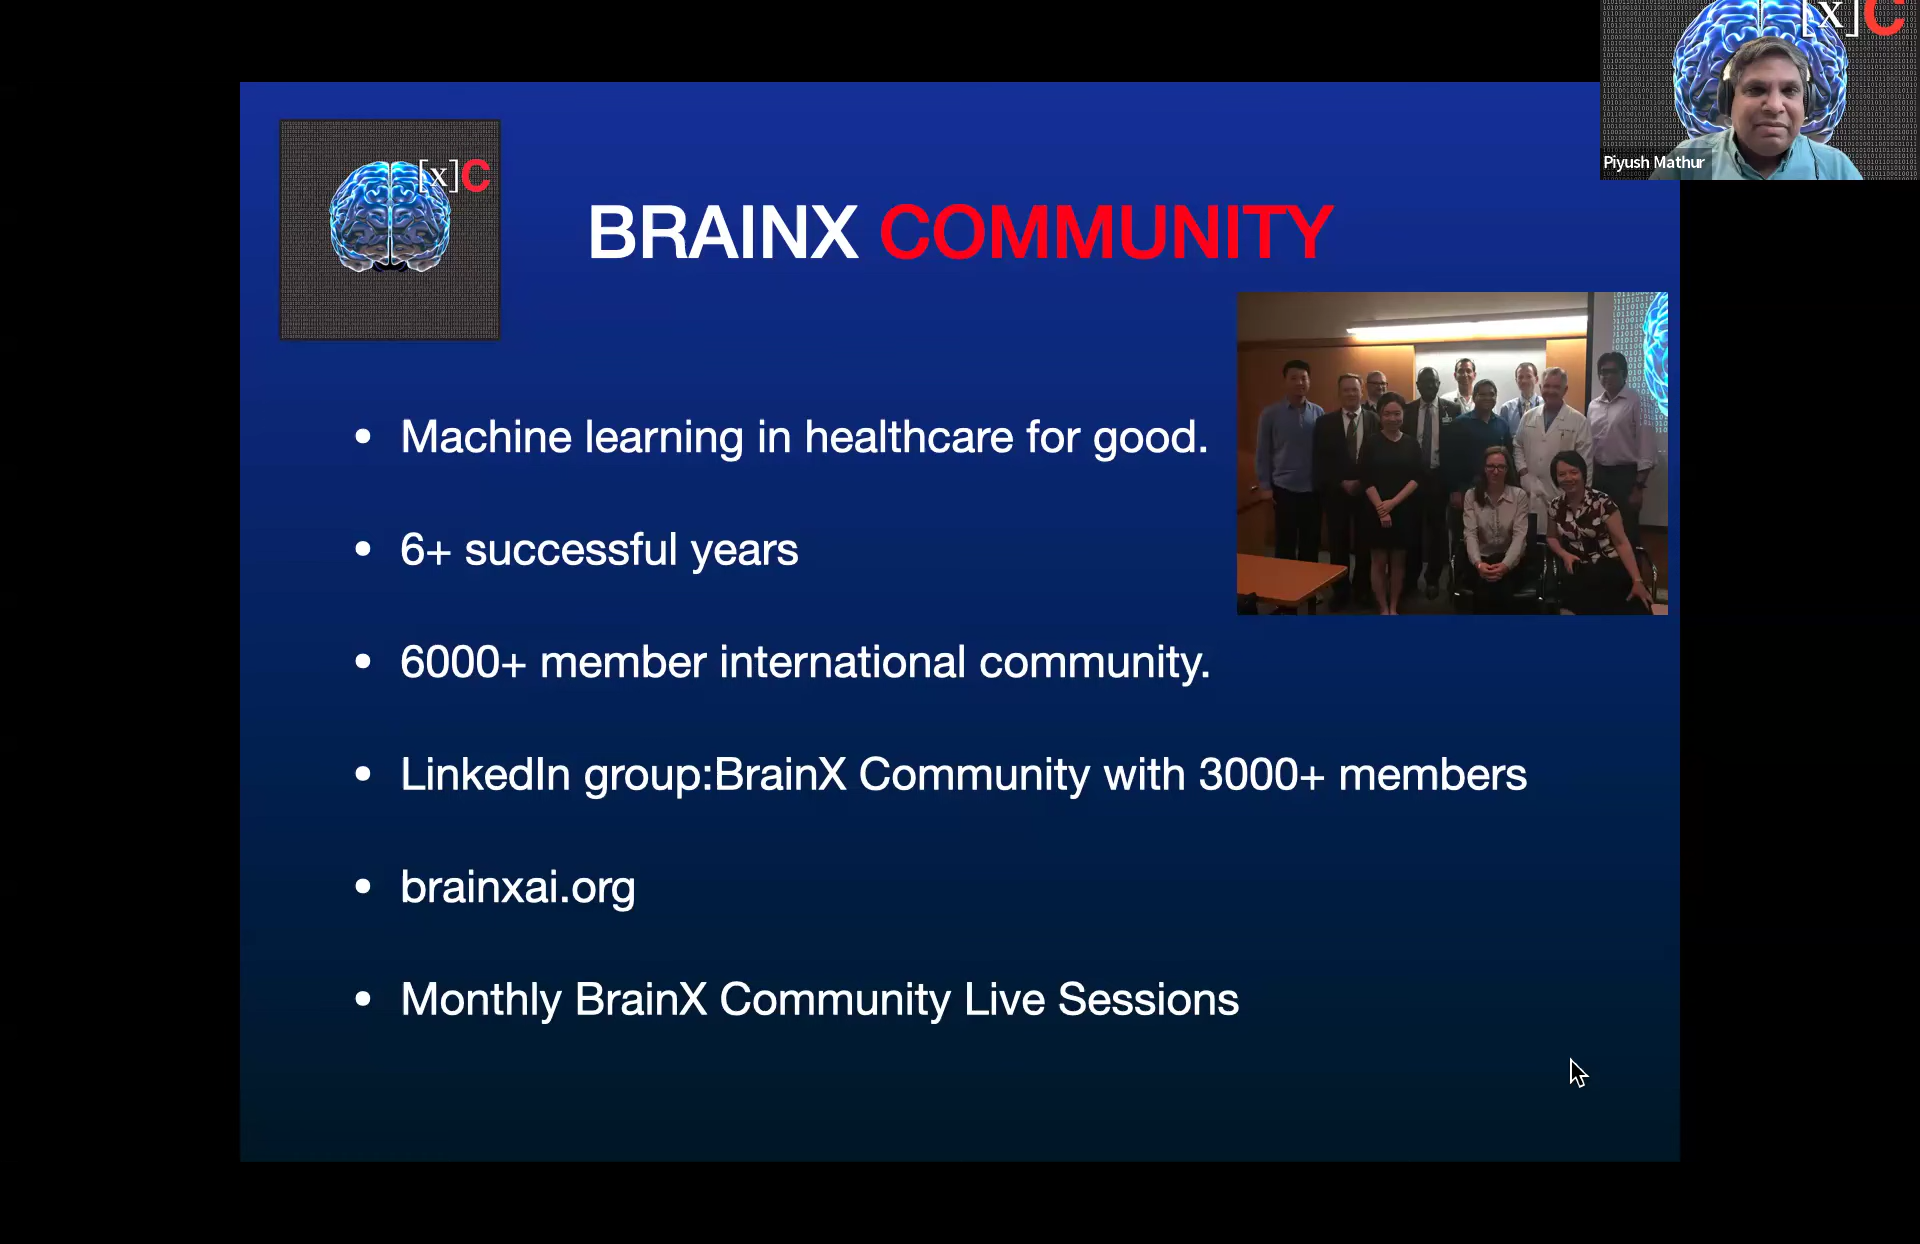 [x]C
Piyush Mathur
[x]C
BRAINX COMMUNITY
• Machine learning in healthcare for good.
• 6+ successful years
• 6000+ member international community.
• LinkedIn group:BrainX Community with 3000+ members
• brainxai.org
• Monthly BrainX Community Live Sessions